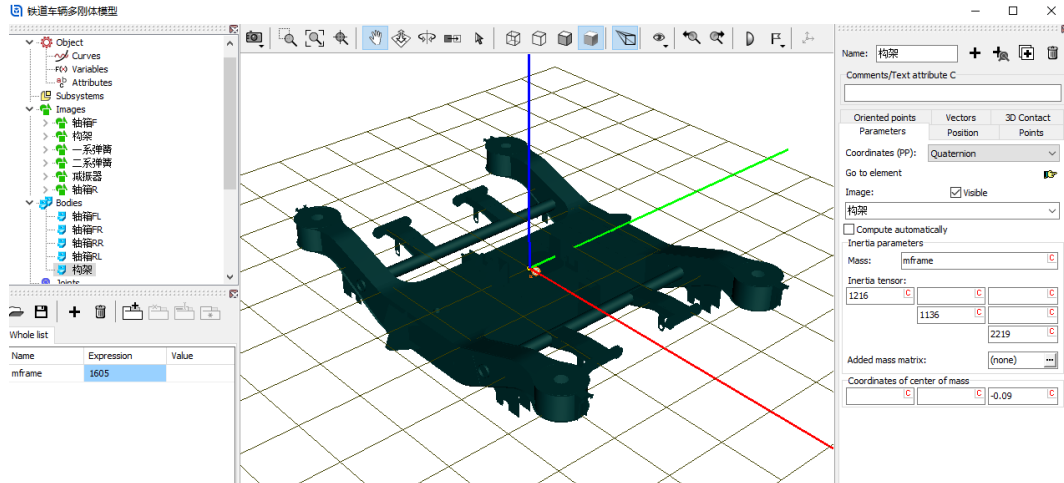 铁道车辆多刚体模型
Object
Curves
F(x) Variables
Attributes
Subsystems
Images
轴箱F
构架
一系弹簧
二系弹簧
减振器
轴箱R
Bodies
轴箱FL
轴箱FR
轴箱RR
轴箱RL
构架
Joints
Whole list
Name Expression Value
mframe 1605
Name: 构架
Comments/Text attribute C
Oriented points Vectors 3D Contact
Parameters Position Points
Coordinates (PP): Quaternion
Go to element
Image: Visible
构架
Compute automatically
Inertia parameters
Mass: mframe C
Inertia tensor:
1216 C C C
1136 C C
2219 C
Added mass matrix: (none) ...
Coordinates of center of mass
C C -0.09 C